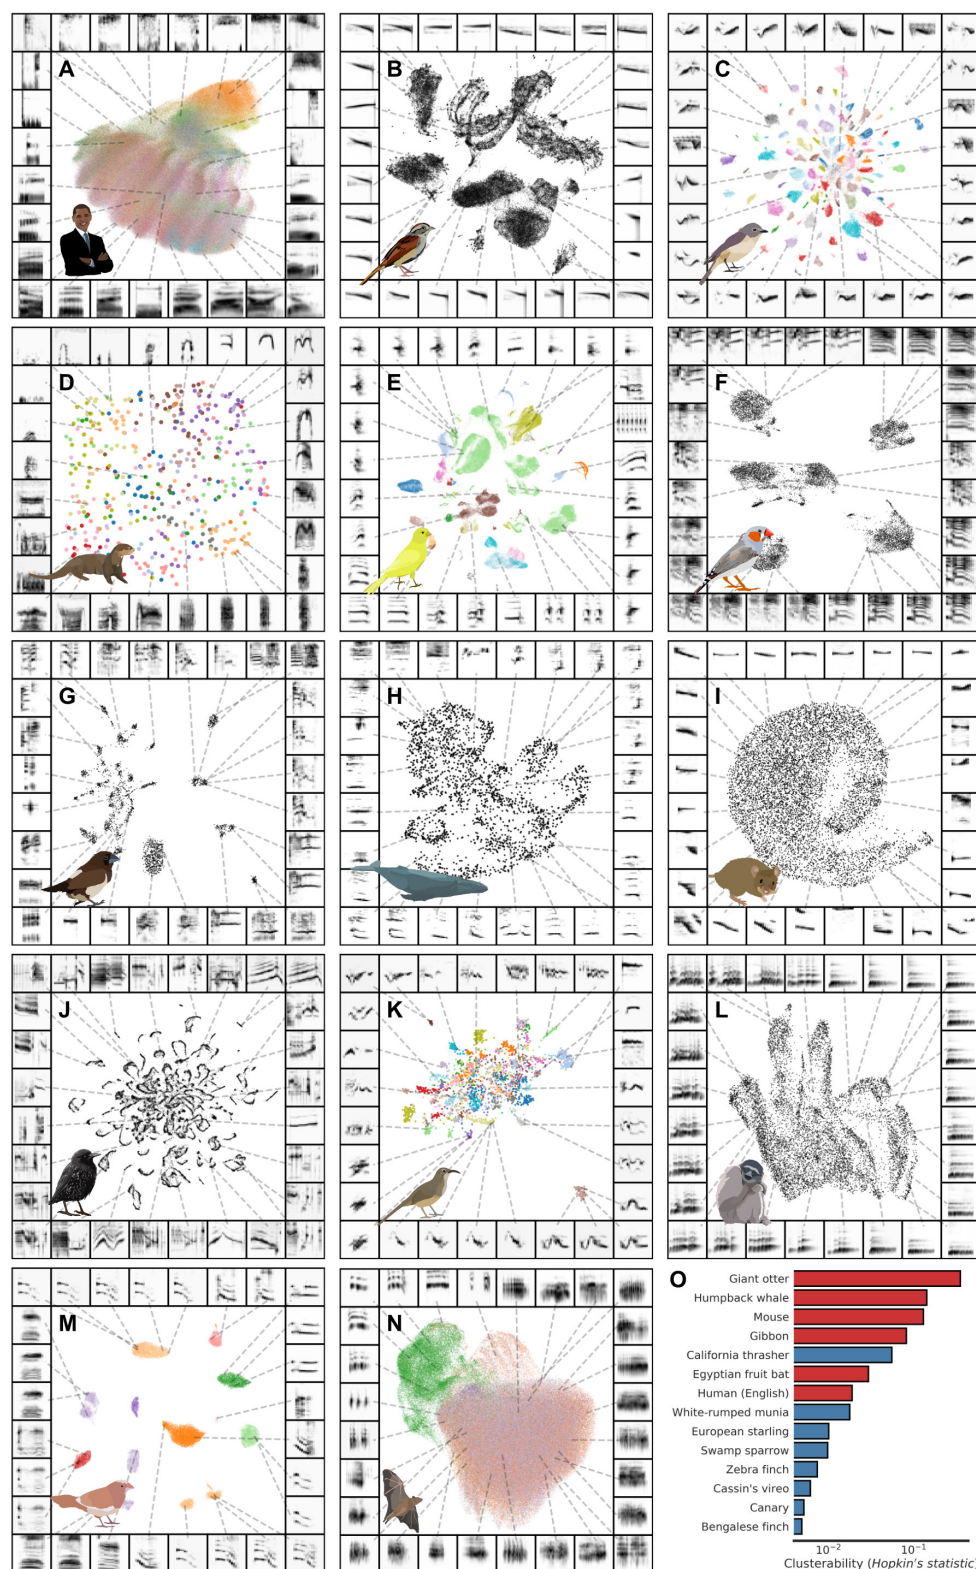 A
B
C
D
E
F
G
H
I
J
K
L
M
N
O
Giant otter
Humpback whale
Mouse
Gibbon
California thrasher
Egyptian fruit bat
Human (English)
White-rumped munia
European starling
Swamp sparrow
Zebra finch
Cassin's vireo
Canary
Bengalese finch
10⁻² 10⁻¹
Clusterability (Hopkin's statistic)